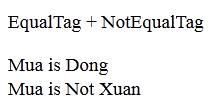 EqualTag + NotEqualTag
Mua is Dong
Mua is Not Xuan